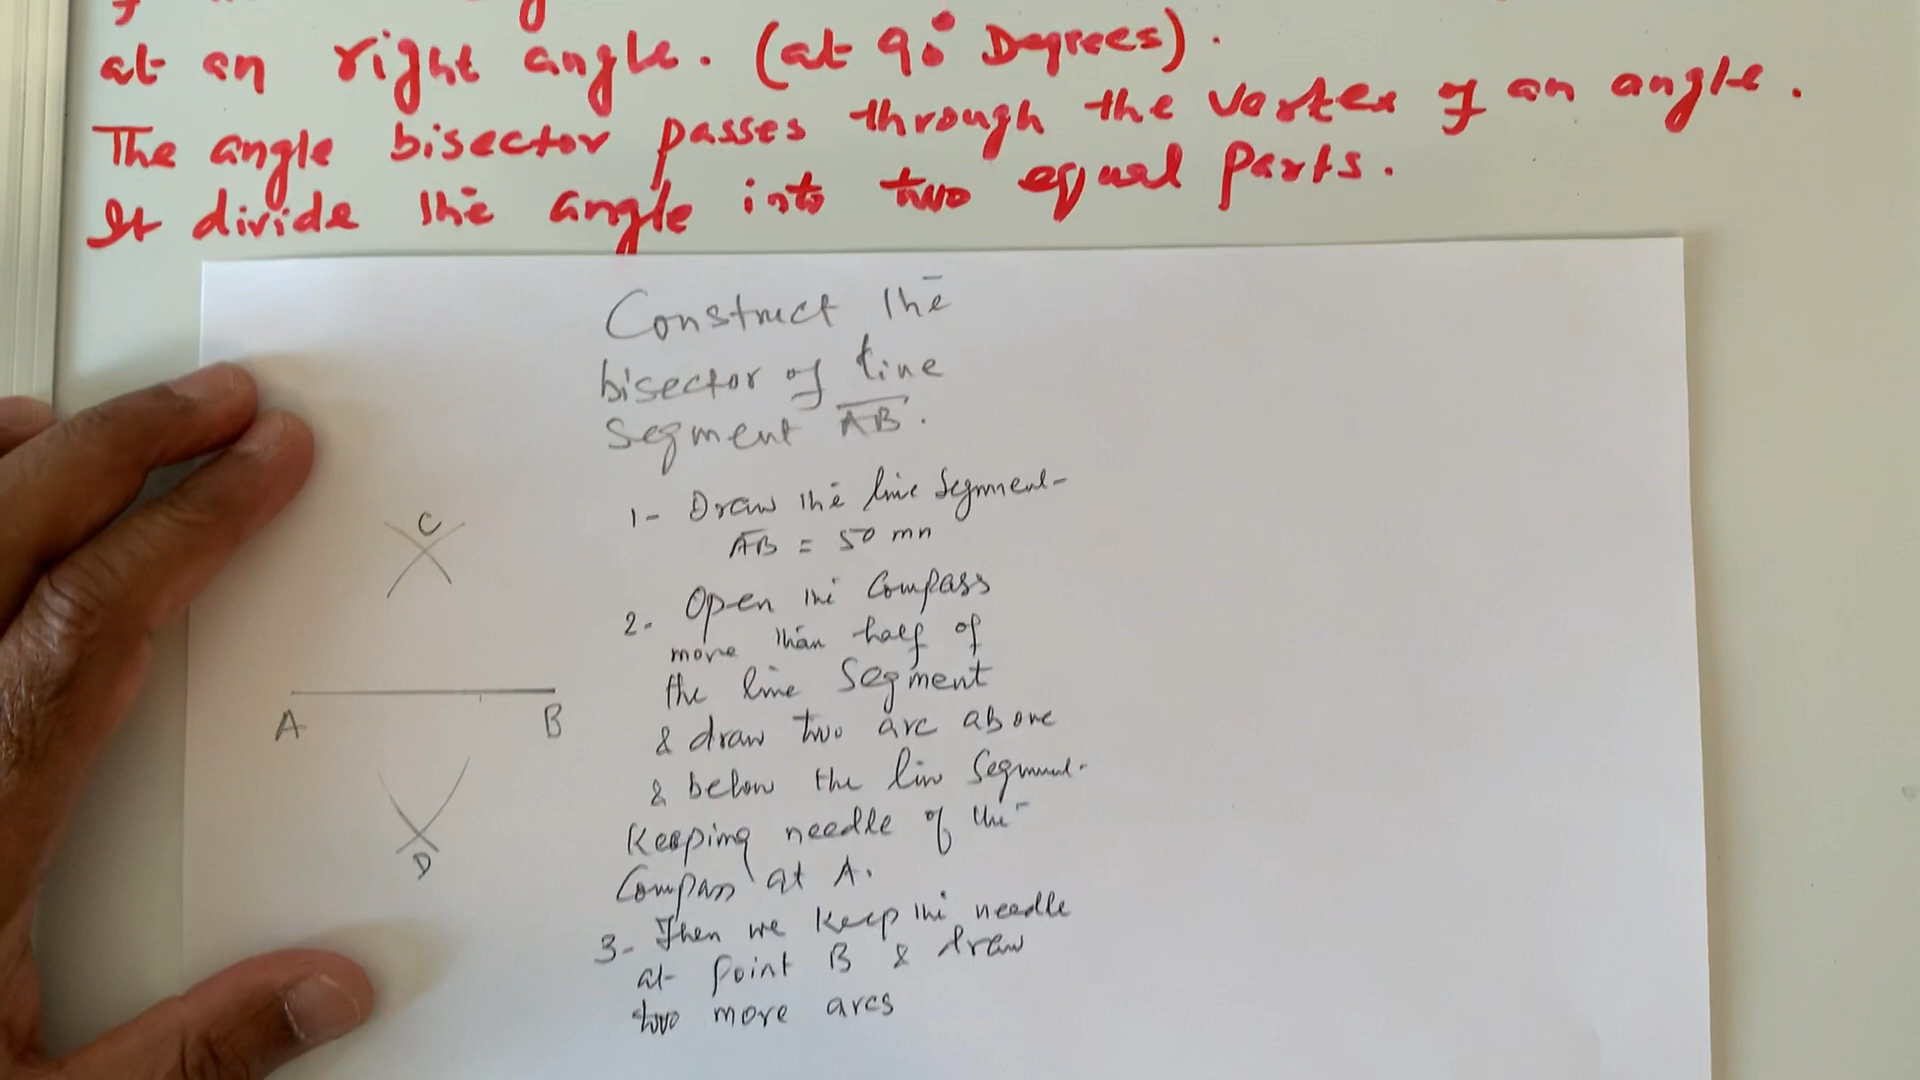 at an right angle. (at 90° Degrees).
The angle bisector passes through the vertex of an angle.
It divide the angle into two equal parts.
Construct the
bisector of line
segment AB.
1- Draw the line Segment
AB = 50 mm
2- Open the Compass
more than half of
the line Segment
& draw two arc above
& below the line Segment.
Keeping needle of the
Compass at A.
3- Then we keep the needle
at point B & draw
two more arcs
C
A B
D